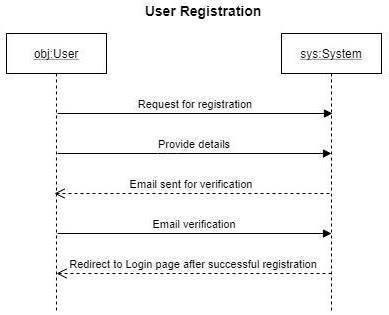 User Registration
obj:User
sys:System
Request for registration
Provide details
Email sent for verification
Email verification
Redirect to Login page after successful registration